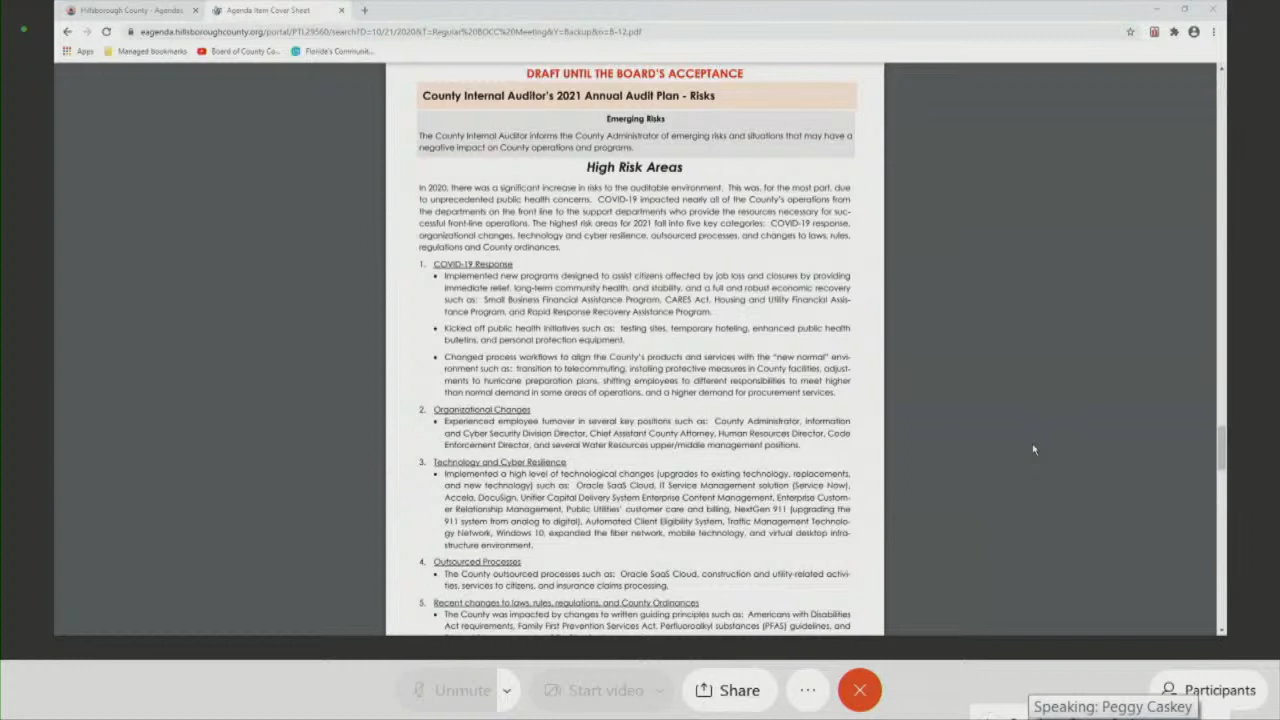 Hillsborough County - Agendas
Agenda Item Cover Sheet
eagenda.hillsboroughcounty.org/portal/PTL29560/search?D=10/21/2020&T=Regular%20BOCC%20Meeting&Y=Backup&o=B-12.pdf
Apps
Managed bookmarks
Board of County Co...
Florida's Communit...
DRAFT UNTIL THE BOARD'S ACCEPTANCE
County Internal Auditor's 2021 Annual Audit Plan - Risks
Emerging Risks
The County Internal Auditor informs the County Administrator of emerging risks and situations that may have a
negative impact on County operations and programs.
High Risk Areas
In 2020, there was a significant increase in risks to the auditable environment. This was, for the most part, due
to unprecedented public health concerns. COVID-19 impacted nearly all of the County's operations from
the departments on the front line to the support departments who provide the resources necessary for suc-
cessful front-line operations. The highest risk areas for 2021 fall into five key categories: COVID-19 response,
organizational changes, technology and cyber resilience, outsourced processes, and changes to laws, rules,
regulations and County ordinances.
1. COVID-19 Response
• Implemented new programs designed to assist citizens affected by job loss and closures by providing
immediate relief, long-term community health, and stability, and a full and robust economic recovery
such as: Small Business Financial Assistance Program, CARES Act, Housing and Utility Financial Assis-
tance Program, and Rapid Response Recovery Assistance Program.
• Kicked off public health initiatives such as: testing sites, temporary hoteling, enhanced public health
bulletins, and personal protection equipment.
• Changed process workflows to align the County's products and services with the "new normal" envi-
ronment such as: transition to telecommuting, installing protective measures in County facilities, adjust-
ments to hurricane preparation plans, shifting employees to different responsibilities to meet higher
than normal demand in some areas of operations, and a higher demand for procurement services.
2. Organizational Changes
• Experienced employee turnover in several key positions such as: County Administrator, Information
and Cyber Security Division Director, Chief Assistant County Attorney, Human Resources Director, Code
Enforcement Director, and several Water Resources upper/middle management positions.
3. Technology and Cyber Resilience
• Implemented a high level of technological changes (upgrades to existing technology, replacements,
and new technology) such as: Oracle SaaS Cloud, IT Service Management solution (Service Now),
Accela, DocuSign, Unifier Capital Delivery System Enterprise Content Management, Enterprise Custom-
er Relationship Management, Public Utilities' customer care and billing, NextGen 911 (upgrading the
911 system from analog to digital), Automated Client Eligibility System, Traffic Management Technolo-
gy Network, Windows 10, expanded the fiber network, mobile technology, and virtual desktop infra-
structure environment.
4. Outsourced Processes
• The County outsourced processes such as: Oracle SaaS Cloud, construction and utility-related activi-
ties, services to citizens, and insurance claims processing.
5. Recent changes to laws, rules, regulations, and County Ordinances
• The County was impacted by changes to written guiding principles such as: Americans with Disabilities
Act requirements, Family First Prevention Services Act, Perfluoroalkyl substances (PFAS) guidelines, and
Unmute
Start video
Share
Participants
Speaking: Peggy Caskey